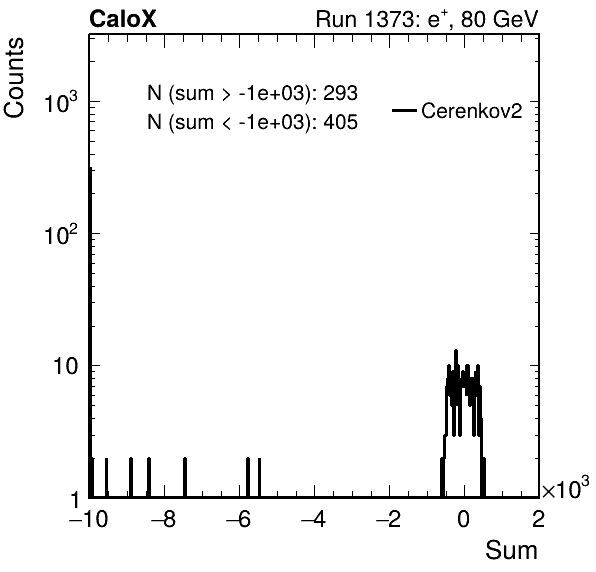 CaloX Run 1373: e⁺, 80 GeV
Counts
N (sum > -1e+03): 293
N (sum < -1e+03): 405
Cerenkov2
10³
10²
10
1
−10 −8 −6 −4 −2 0 2
×10³
Sum